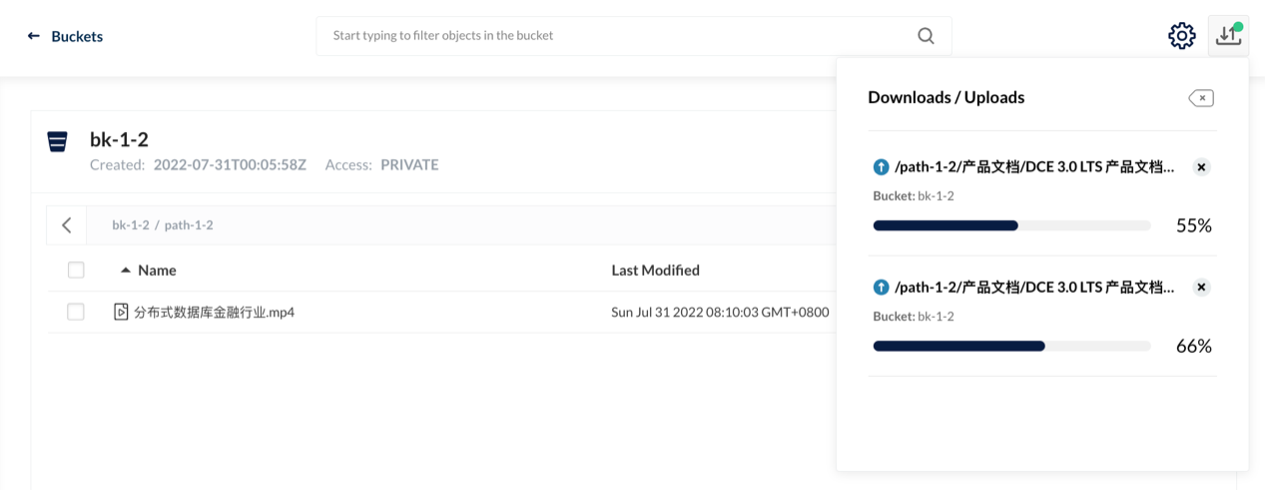 Buckets
Start typing to filter objects in the bucket
bk-1-2
Created: 2022-07-31T00:05:58Z Access: PRIVATE
bk-1-2 / path-1-2
Name Last Modified
分布式数据库金融行业.mp4 Sun Jul 31 2022 08:10:03 GMT+0800
Downloads / Uploads
/path-1-2/产品文档/DCE 3.0 LTS 产品文档...
Bucket: bk-1-2
55%
/path-1-2/产品文档/DCE 3.0 LTS 产品文档...
Bucket: bk-1-2
66%